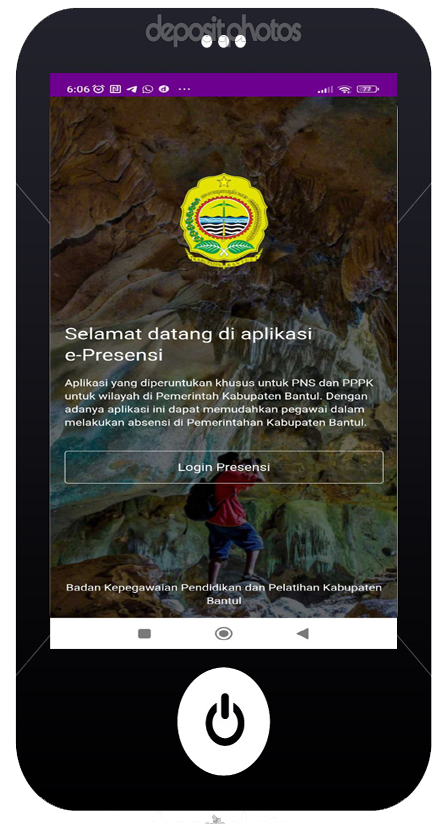 depositphotos
6:06
77
Selamat datang di aplikasi
e-Presensi
Aplikasi yang diperuntukan khusus untuk PNS dan PPPK
untuk wilayah di Pemerintah Kabupaten Bantul. Dengan
adanya aplikasi ini dapat memudahkan pegawai dalam
melakukan absensi di Pemerintahan Kabupaten Bantul.
Login Presensi
Badan Kepegawaian Pendidikan dan Pelatihan Kabupaten
Bantul